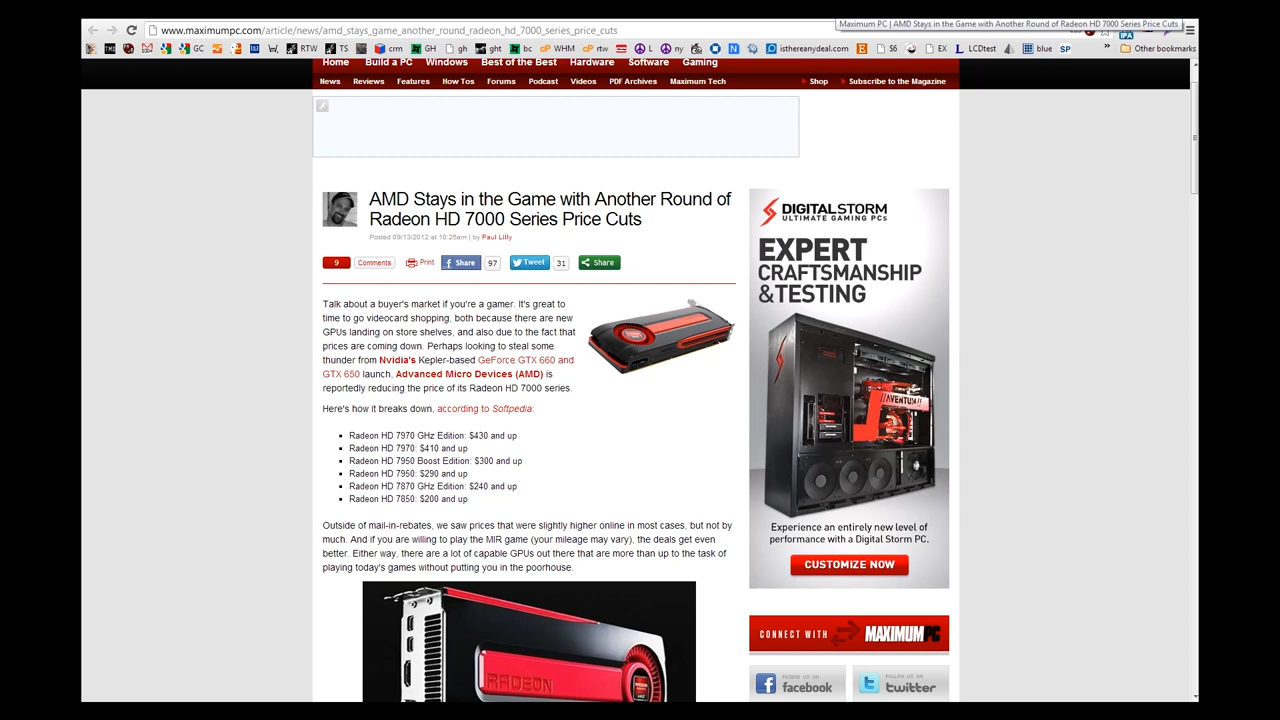 Maximum PC | AMD Stays in the Game with Another Round of Radeon HD 7000 Series Price Cuts
www.maximumpc.com/article/news/amd_stays_game_another_round_radeon_hd_7000_series_price_cuts
GC RTW TS crm GH gh ght bc WHM rtw L ny isthereanydeal.com S6 EX LCDtest blue SP » Other bookmarks
Home Build a PC Windows Best of the Best Hardware Software Gaming
News Reviews Features How Tos Forums Podcast Videos PDF Archives Maximum Tech Shop Subscribe to the Magazine
AMD Stays in the Game with Another Round of
Radeon HD 7000 Series Price Cuts
Posted 09/13/2012 at 10:25am | by Paul Lilly
9 Comments Print Share 97 Tweet 31 Share
Talk about a buyer's market if you're a gamer. It's great to
time to go videocard shopping, both because there are new
GPUs landing on store shelves, and also due to the fact that
prices are coming down. Perhaps looking to steal some
thunder from Nvidia's Kepler-based GeForce GTX 660 and
GTX 650 launch, Advanced Micro Devices (AMD) is
reportedly reducing the price of its Radeon HD 7000 series.
Here's how it breaks down, according to Softpedia:
Radeon HD 7970 GHz Edition: $430 and up
Radeon HD 7970: $410 and up
Radeon HD 7950 Boost Edition: $300 and up
Radeon HD 7950: $290 and up
Radeon HD 7870 GHz Edition: $240 and up
Radeon HD 7850: $200 and up
Outside of mail-in-rebates, we saw prices that were slightly higher online in most cases, but not by
much. And if you are willing to play the MIR game (your mileage may vary), the deals get even
better. Either way, there are a lot of capable GPUs out there that are more than up to the task of
playing today's games without putting you in the poorhouse.
RADEON
DIGITALSTORM
ULTIMATE GAMING PCs
EXPERT
CRAFTSMANSHIP
& TESTING
//AVENTUM//
Experience an entirely new level of
performance with a Digital Storm PC.
CUSTOMIZE NOW
CONNECT WITH MAXIMUMPC
FRIEND US ON
facebook
FOLLOW US ON
twitter